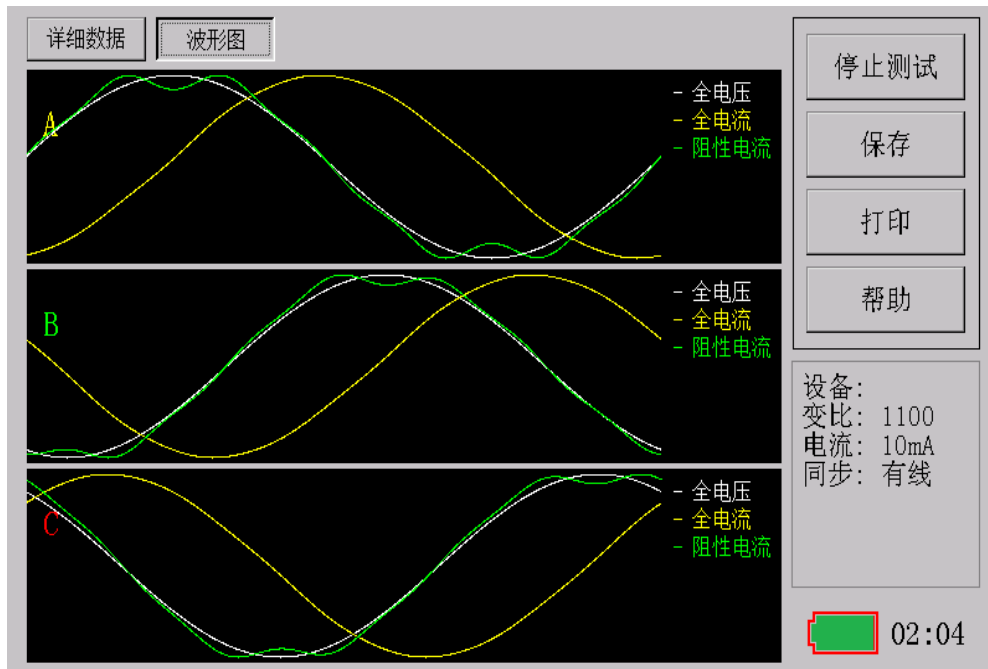 详细数据 波形图
A
- 全电压
- 全电流
- 阻性电流
B
- 全电压
- 全电流
- 阻性电流
C
- 全电压
- 全电流
- 阻性电流
停止测试
保存
打印
帮助
设备:
变比: 1100
电流: 10mA
同步: 有线
02:04